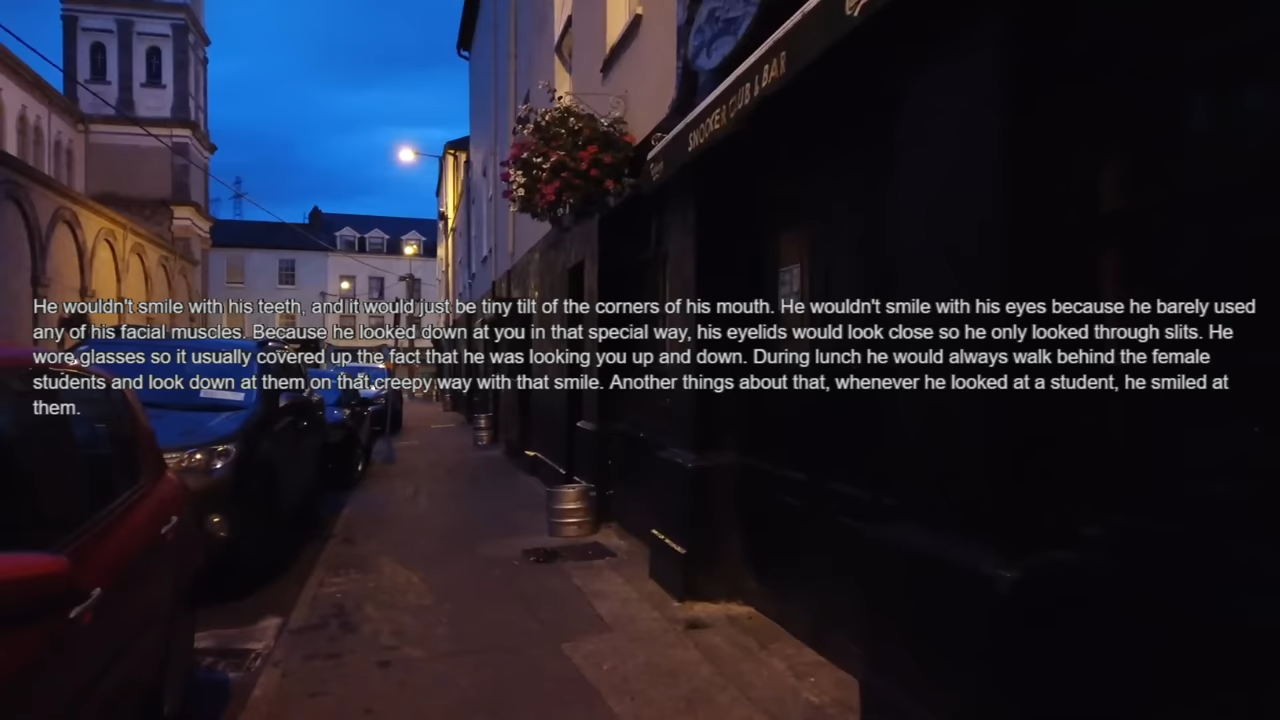 SNOOKER CLUB & BAR
He wouldn't smile with his teeth, and it would just be tiny tilt of the corners of his mouth. He wouldn't smile with his eyes because he barely used
any of his facial muscles. Because he looked down at you in that special way, his eyelids would look close so he only looked through slits. He
wore glasses so it usually covered up the fact that he was looking you up and down. During lunch he would always walk behind the female
students and look down at them on that creepy way with that smile. Another things about that, whenever he looked at a student, he smiled at
them.